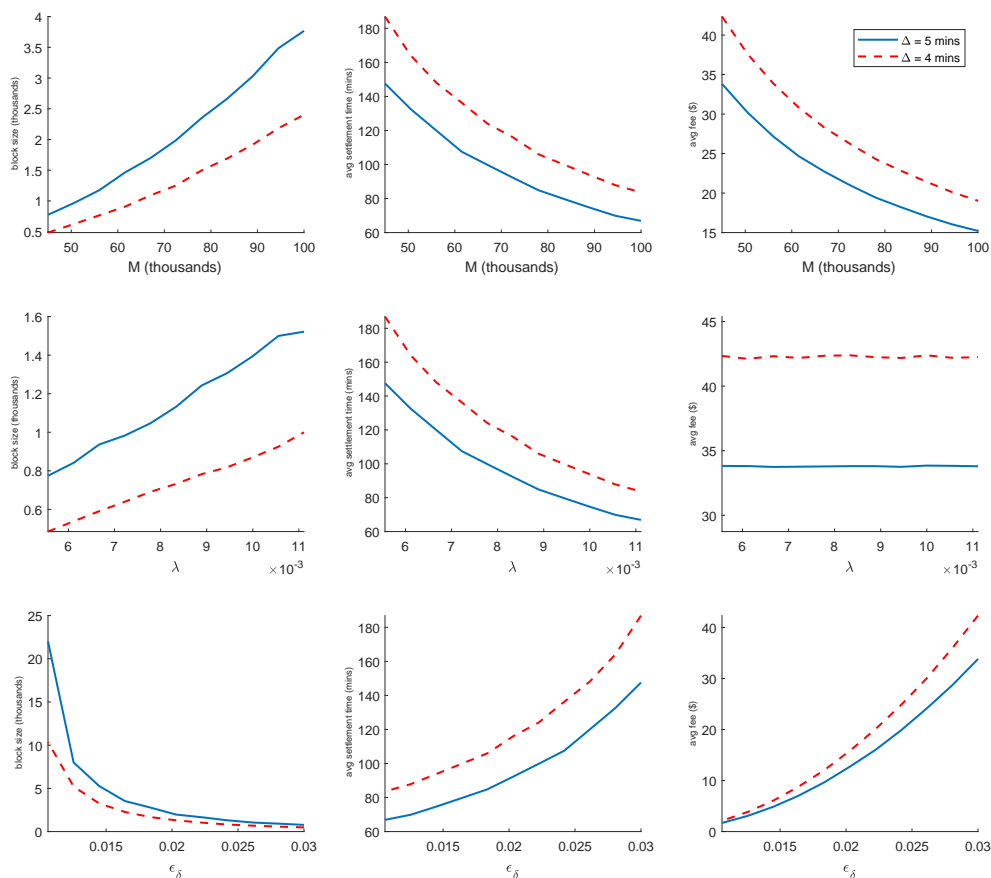 block size (thousands)
4
3.5
3
2.5
2
1.5
1
0.5
50 60 70 80 90 100
M (thousands)
avg settlement time (mins)
180
160
140
120
100
80
60
50 60 70 80 90 100
M (thousands)
avg fee ($)
40
35
30
25
20
15
50 60 70 80 90 100
M (thousands)
Δ = 5 mins
Δ = 4 mins
block size (thousands)
1.6
1.4
1.2
1
0.8
0.6
6 7 8 9 10 11
λ ×10⁻³
avg settlement time (mins)
180
160
140
120
100
80
60
6 7 8 9 10 11
λ ×10⁻³
avg fee ($)
45
40
35
30
6 7 8 9 10 11
λ ×10⁻³
block size (thousands)
25
20
15
10
5
0
0.015 0.02 0.025 0.03
ϵδ
avg settlement time (mins)
180
160
140
120
100
80
60
0.015 0.02 0.025 0.03
ϵδ
avg fee ($)
40
30
20
10
0
0.015 0.02 0.025 0.03
ϵδ